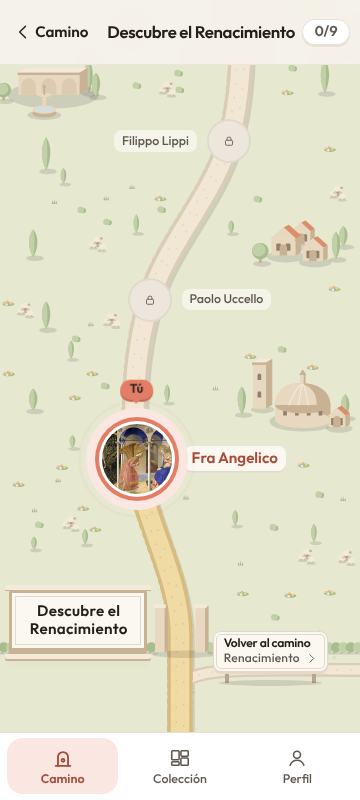 Camino
Descubre el Renacimiento
0/9
Filippo Lippi
Paolo Uccello
Tú
Fra Angelico
Descubre el
Renacimiento
Volver al camino
Renacimiento
Camino
Colección
Perfil